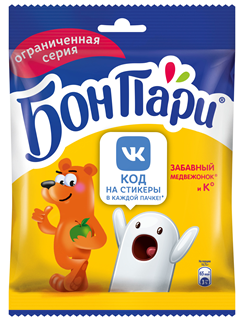 ограниченная
серия
БонПари
VK
КОД
НА СТИКЕРЫ
В КАЖДОЙ ПАЧКЕ!*
ЗАБАВНЫЙ
МЕДВЕЖОНОК
и К°